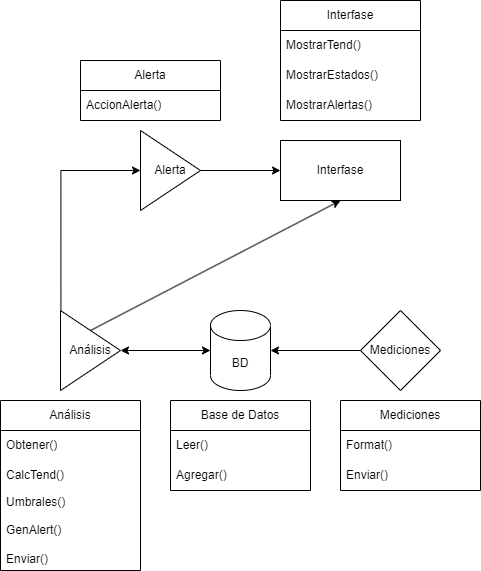 Interfase
MostrarTend()
MostrarEstados()
MostrarAlertas()
Alerta
AccionAlerta()
Alerta
Interfase
Análisis
BD
Mediciones
Análisis
Obtener()
CalcTend()
Umbrales()
GenAlert()
Enviar()
Base de Datos
Leer()
Agregar()
Mediciones
Format()
Enviar()